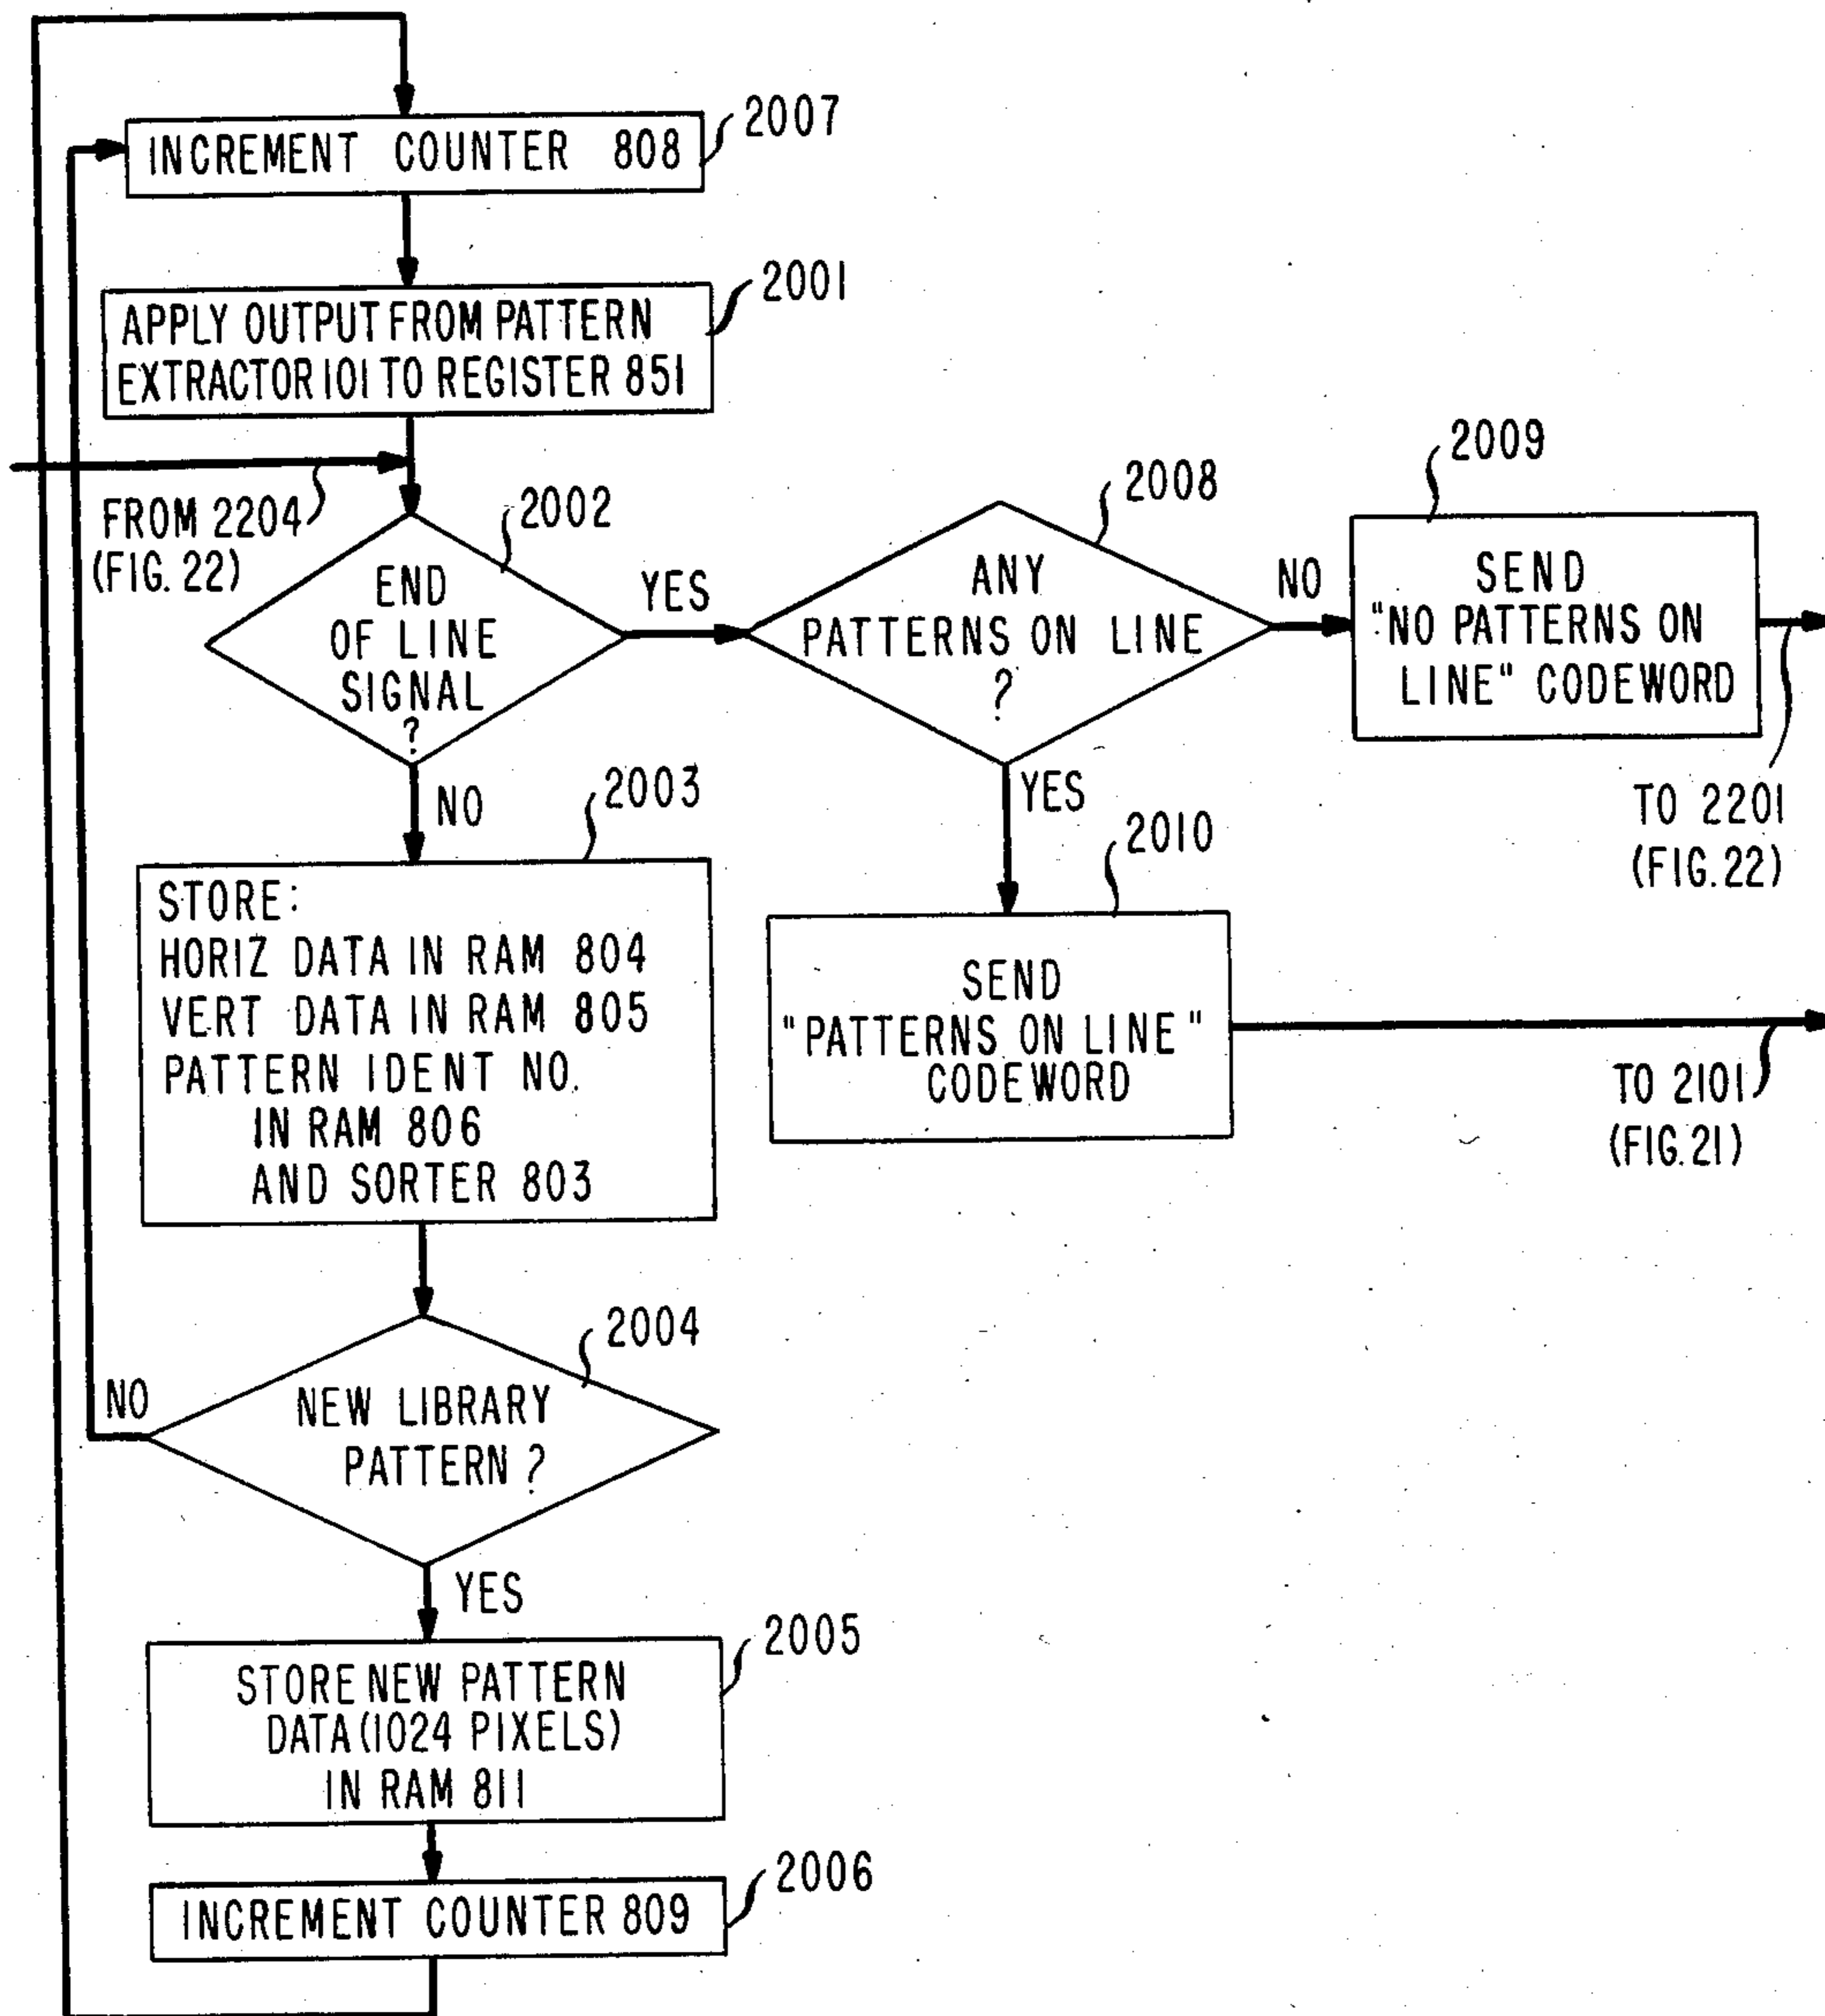 2007
INCREMENT COUNTER 808
2001
APPLY OUTPUT FROM PATTERN
EXTRACTOR 101 TO REGISTER 851
FROM 2204
(FIG. 22)
2002
END
OF LINE
SIGNAL
?
YES
NO
2008
ANY
PATTERNS ON LINE
?
NO
YES
2009
SEND
"NO PATTERNS ON
LINE" CODEWORD
TO 2201
(FIG. 22)
2003
STORE:
HORIZ DATA IN RAM 804
VERT DATA IN RAM 805
PATTERN IDENT NO.
IN RAM 806
AND SORTER 803
2010
SEND
"PATTERNS ON LINE"
CODEWORD
TO 2101
(FIG. 21)
2004
NEW LIBRARY
PATTERN ?
NO
YES
2005
STORE NEW PATTERN
DATA (1024 PIXELS)
IN RAM 811
2006
INCREMENT COUNTER 809